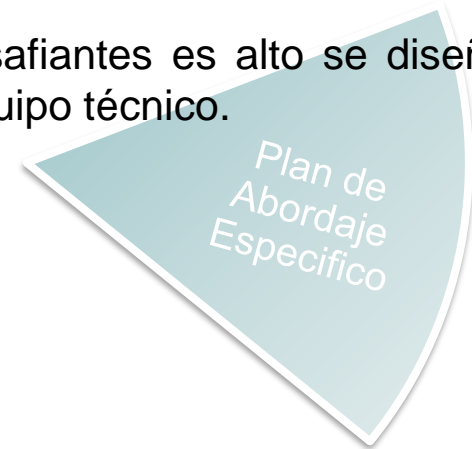 safiantes es alto se diseñ
uipo técnico.
Plan de
Abordaje
Especifico